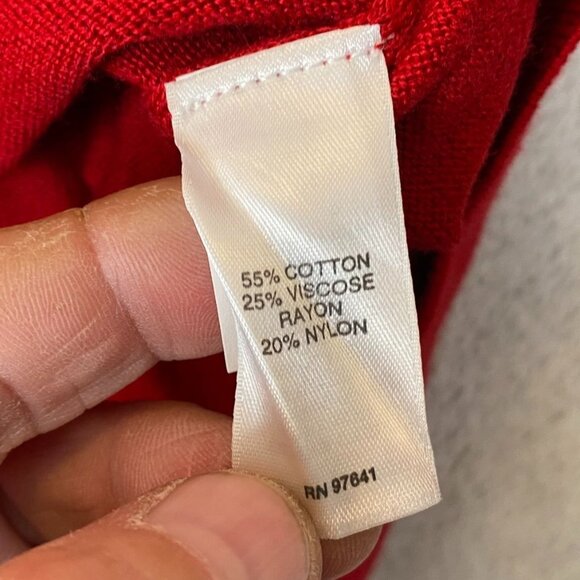 55% COTTON
25% VISCOSE
RAYON
20% NYLON
RN 97641